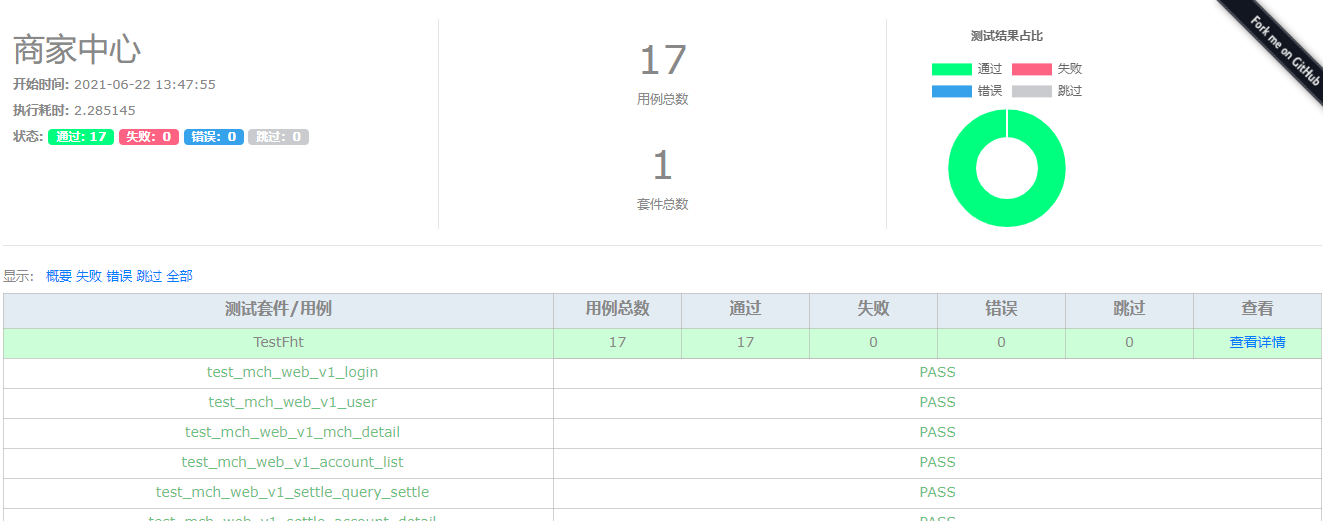 商家中心
开始时间: 2021-06-22 13:47:55
执行耗时: 2.285145
状态: 通过: 17 失败: 0 错误: 0 跳过: 0
17
用例总数
1
套件总数
测试结果占比
通过 失败
错误 跳过
Fork me on GitHub
显示: 概要 失败 错误 跳过 全部
测试套件/用例 用例总数 通过 失败 错误 跳过 查看
TestFht 17 17 0 0 0 查看详情
test_mch_web_v1_login PASS
test_mch_web_v1_user PASS
test_mch_web_v1_mch_detail PASS
test_mch_web_v1_account_list PASS
test_mch_web_v1_settle_query_settle PASS
test_mch_web_v1_settle_account_detail PASS